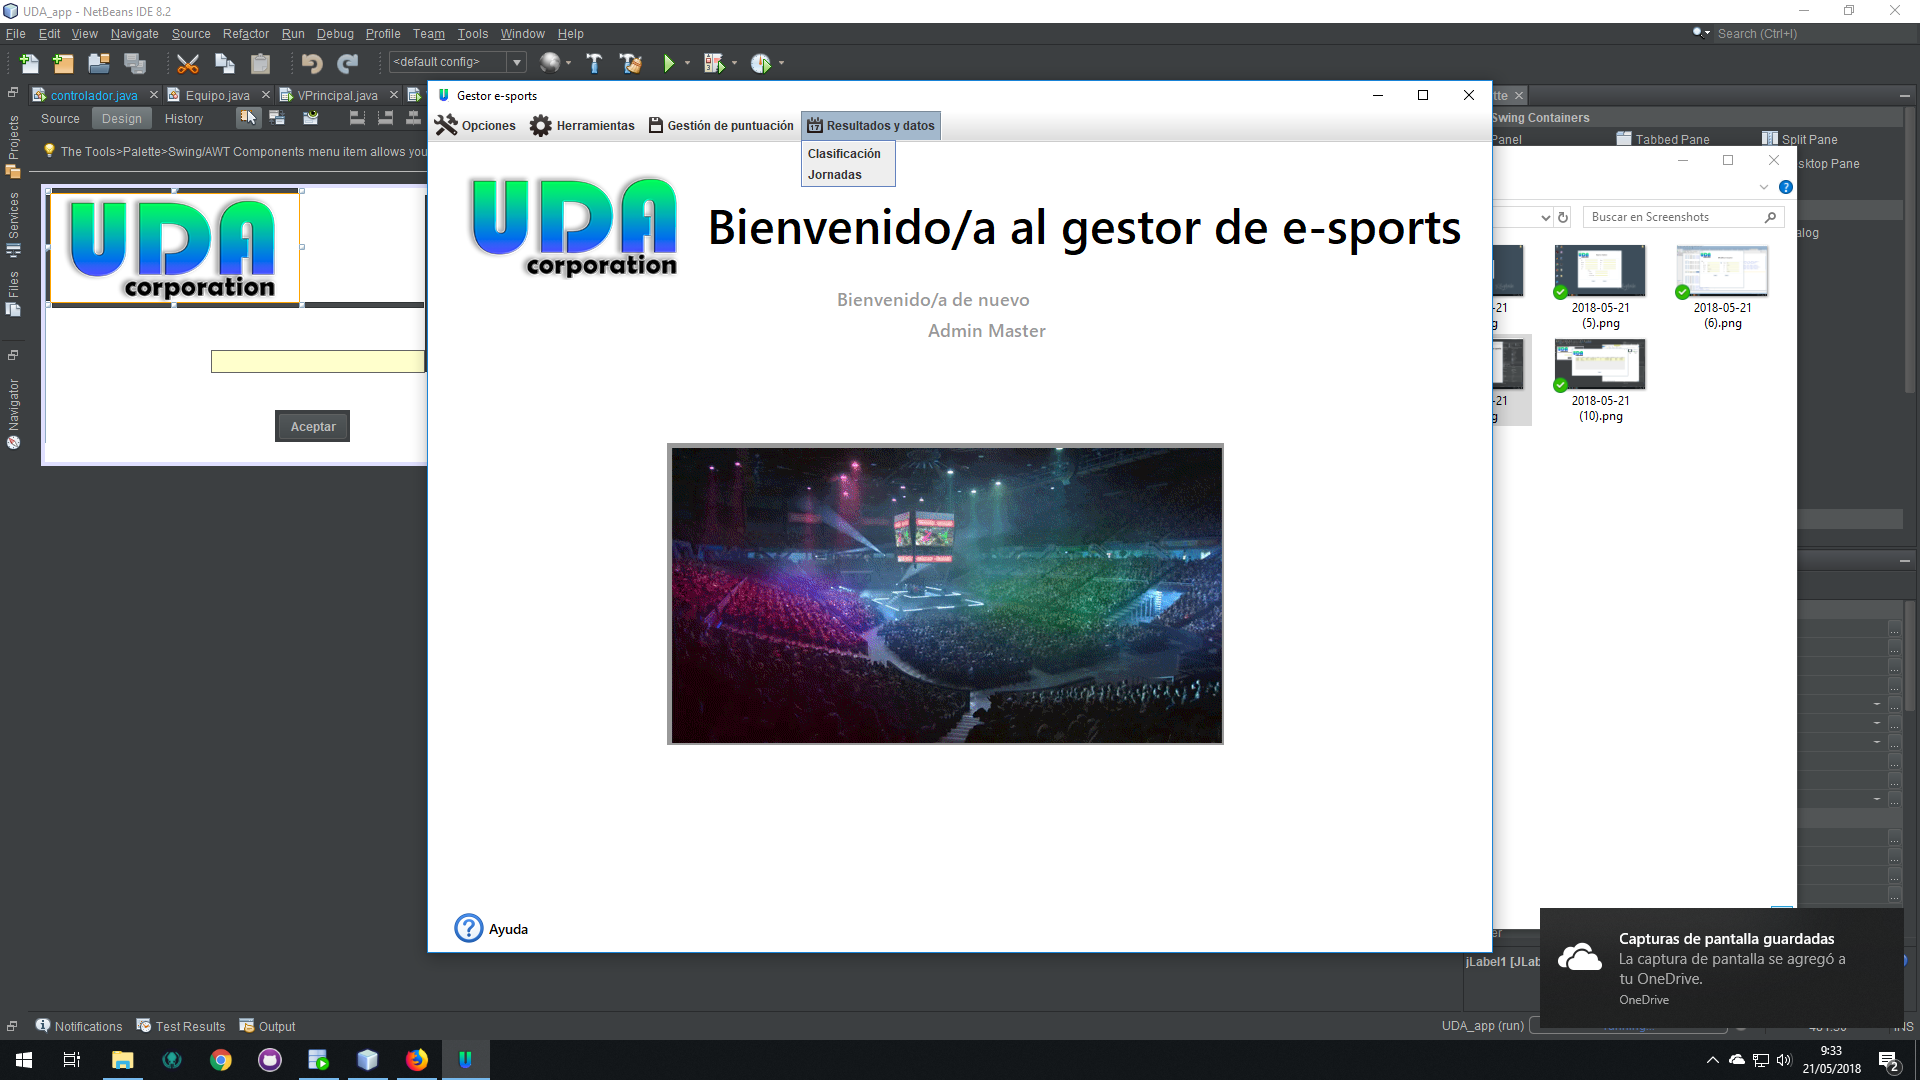 UDA_app - NetBeans IDE 8.2
File Edit View Navigate Source Refactor Run Debug Profile Team Tools Window Help
Search (Ctrl+I)
<default config>
controlador.java
Equipo.java
VPrincipal.java
Source Design History
The Tools>Palette>Swing/AWT Components menu item allows you
Projects
Services
Files
Navigator
UDA
corporation
Aceptar
Gestor e-sports
Opciones Herramientas Gestión de puntuación Resultados y datos
Clasificación
Jornadas
UDA
corporation
Bienvenido/a al gestor de e-sports
Bienvenido/a de nuevo
Admin Master
Ayuda
Swing Containers
Tabbed Pane
Split Pane
Buscar en Screenshots
2018-05-21
(5).png
2018-05-21
(6).png
2018-05-21
(10).png
jLabel1 [JLab
Capturas de pantalla guardadas
La captura de pantalla se agregó a
tu OneDrive.
OneDrive
Notifications Test Results Output
UDA_app (run)
running...
INS
9:33
21/05/2018
2